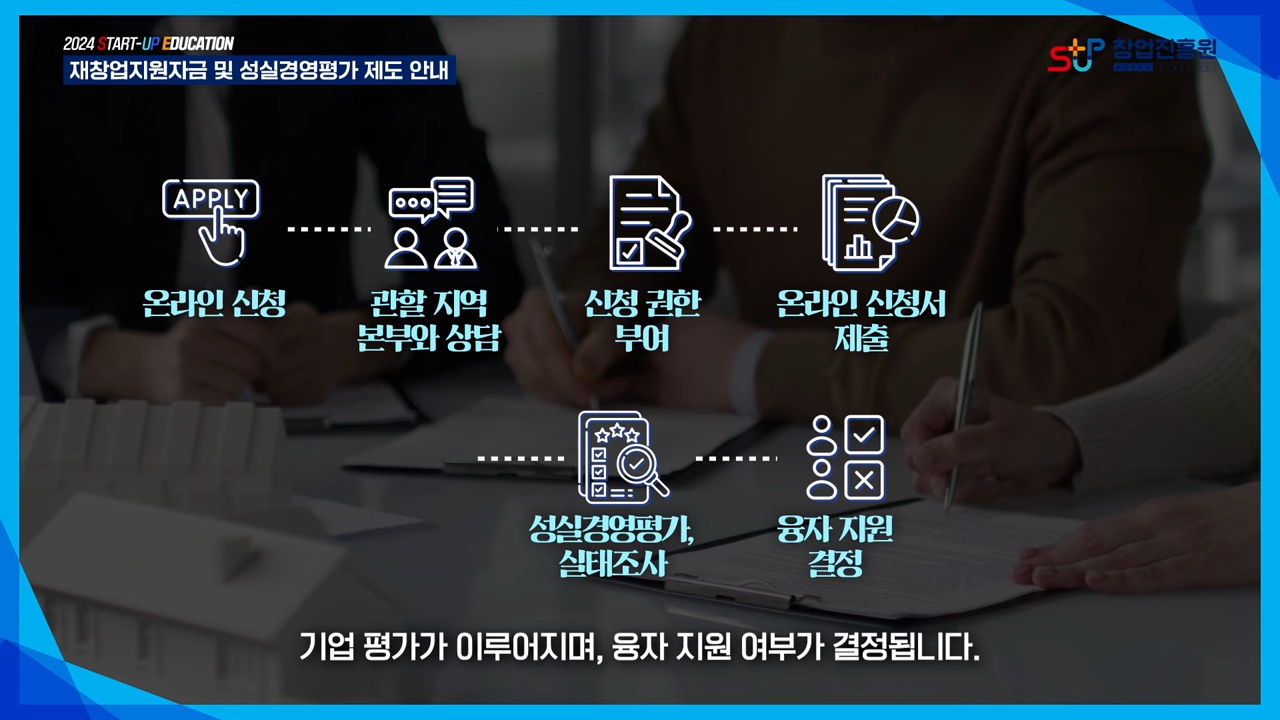 2024 START-UP EDUCATION
재창업지원자금 및 성실경영평가 제도 안내
StUP 창업진흥원
APPLY
온라인 신청
관할 지역
본부와 상담
신청 권한
부여
온라인 신청서
제출
성실경영평가,
실태조사
융자 지원
결정
기업 평가가 이루어지며, 융자 지원 여부가 결정됩니다.